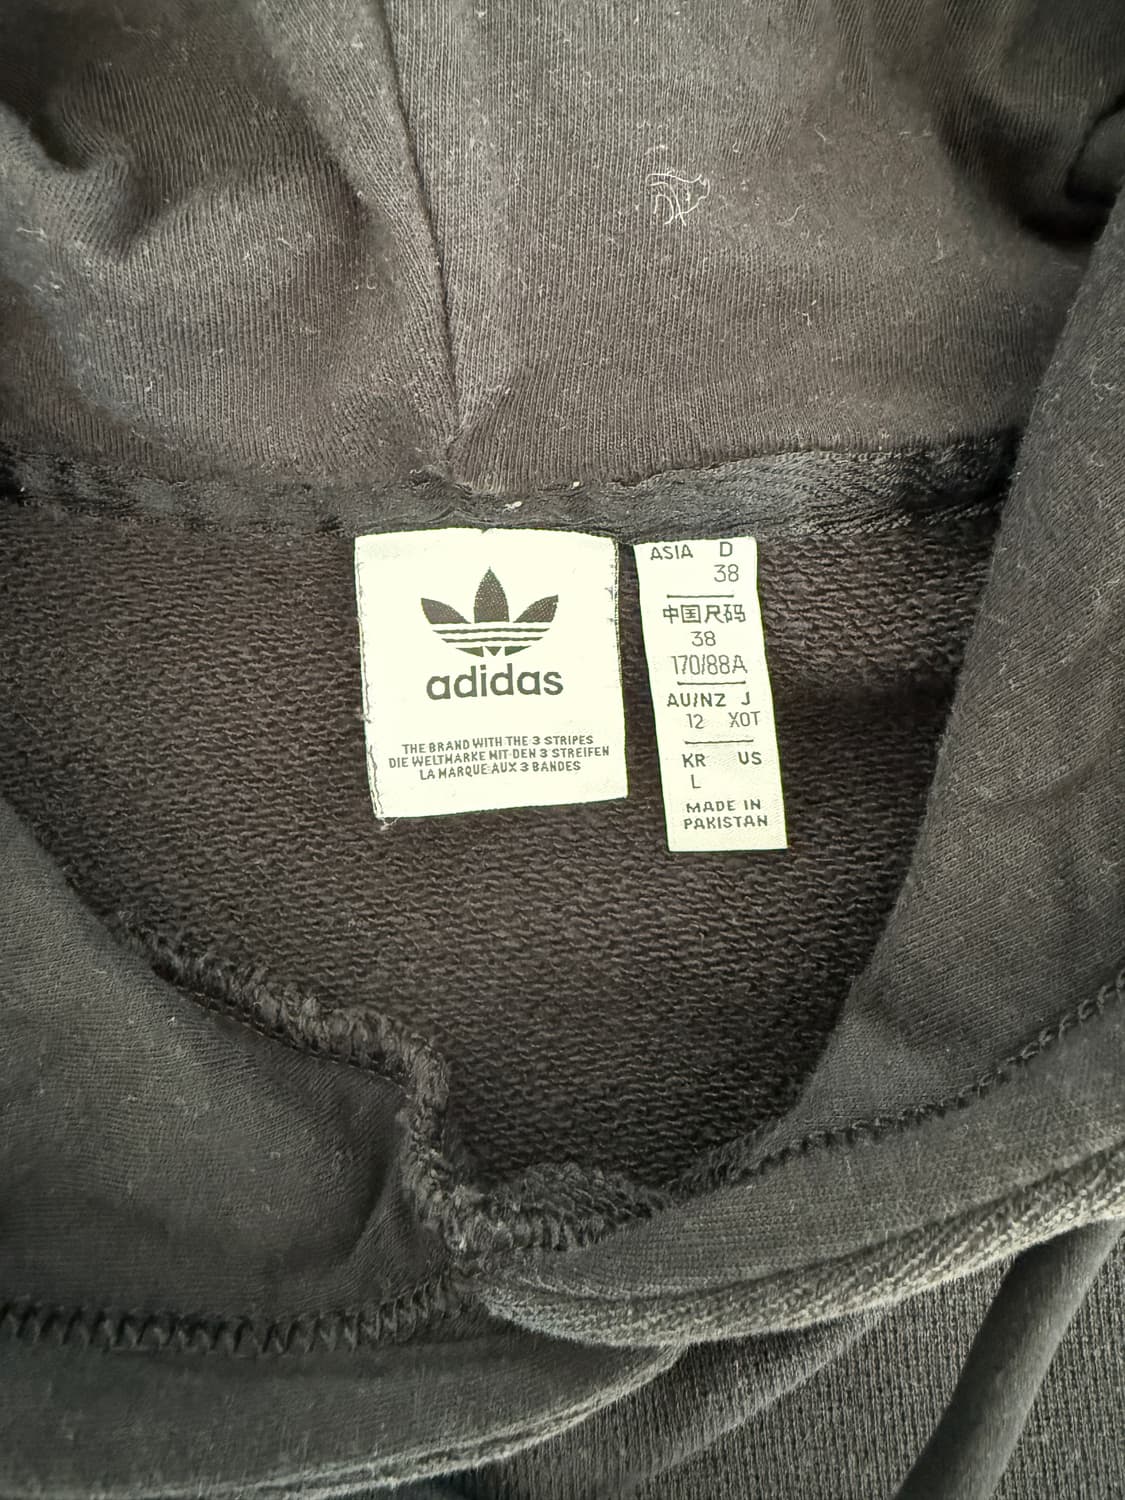 adidas
THE BRAND WITH THE 3 STRIPES
DIE WELTMARKE MIT DEN 3 STREIFEN
LA MARQUE AUX 3 BANDES
ASIA D
38
中国尺码
38
170/88A
AU/NZ J
12 XOT
KR US
L
MADE IN
PAKISTAN